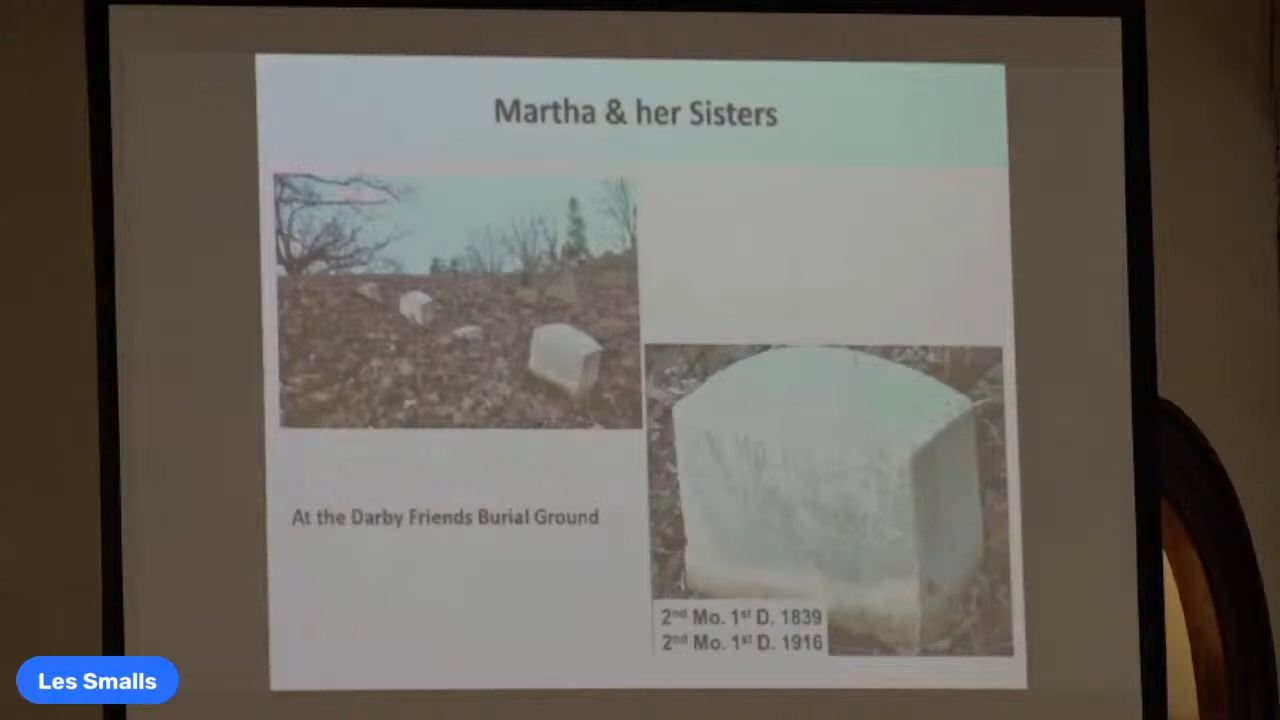 Martha & her Sisters
At the Darby Friends Burial Ground
2nd Mo. 1st D. 1839
2nd Mo. 1st D. 1916
Les Smalls